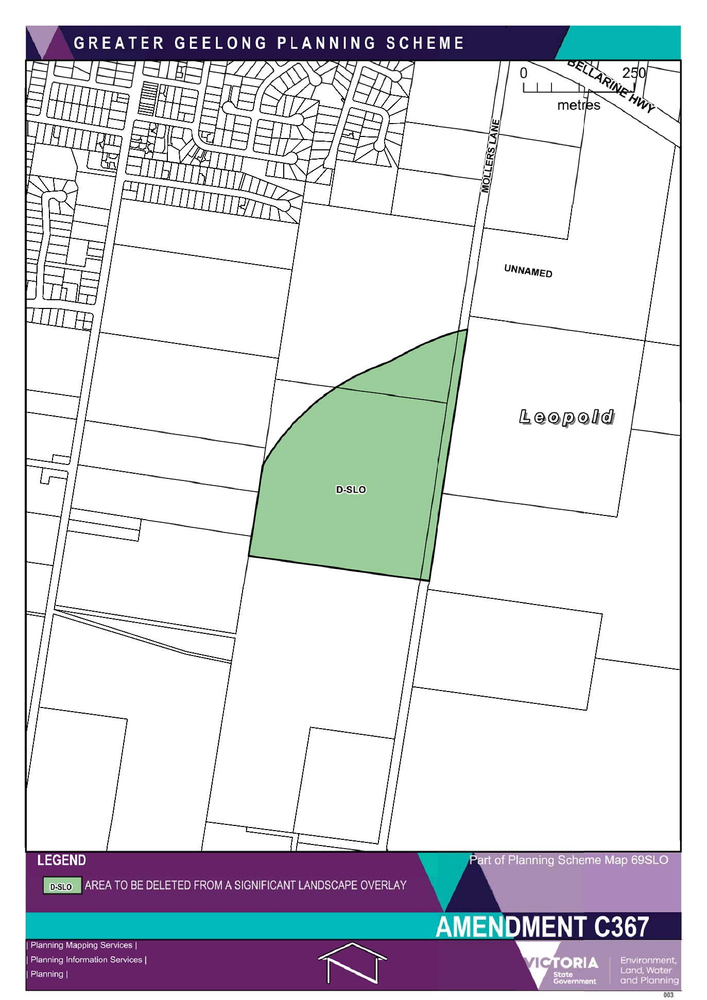 GREATER GEELONG PLANNING SCHEME
BELLARINE HWY
0 250
metres
MOLLERS LANE
UNNAMED
Leopold
D-SLO
LEGEND
Part of Planning Scheme Map 69SLO
D-SLO AREA TO BE DELETED FROM A SIGNIFICANT LANDSCAPE OVERLAY
AMENDMENT C367
| Planning Mapping Services |
| Planning Information Services |
| Planning |
N
VICTORIA
State
Government
Environment,
Land, Water
and Planning
003